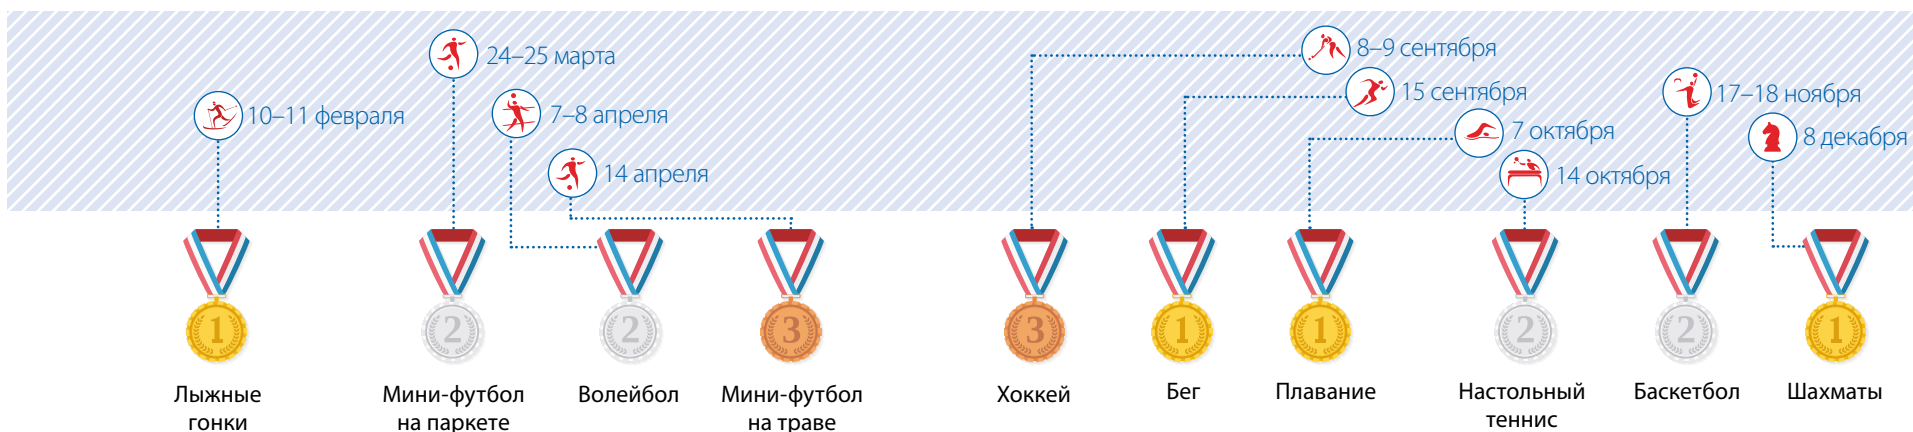 24–25 марта
10–11 февраля
7–8 апреля
14 апреля
8–9 сентября
15 сентября
7 октября
14 октября
17–18 ноября
8 декабря
1
2
2
3
3
1
1
2
2
1
Лыжные
гонки
Мини-футбол
на паркете
Волейбол
Мини-футбол
на траве
Хоккей
Бег
Плавание
Настольный
теннис
Баскетбол
Шахматы